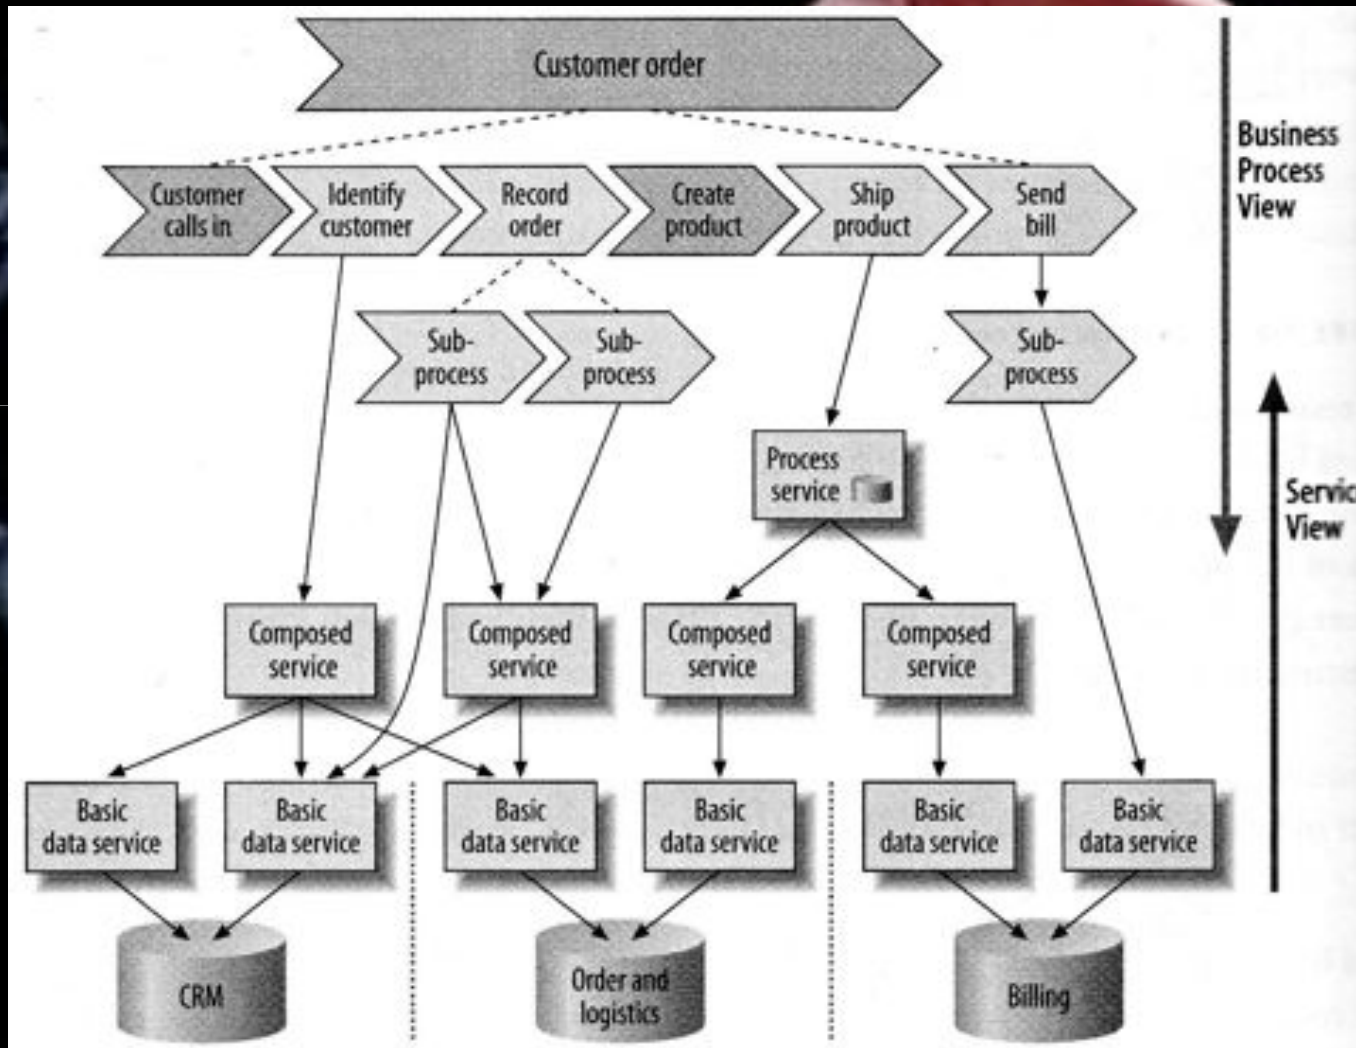 Customer order
Business
Process
View
Customer
calls in
Identify
customer
Record
order
Create
product
Ship
product
Send
bill
Sub-
process
Sub-
process
Sub-
process
Process
service
Servic
View
Composed
service
Composed
service
Composed
service
Composed
service
Basic
data service
Basic
data service
Basic
data service
Basic
data service
Basic
data service
Basic
data service
CRM
Order and
logistics
Billing